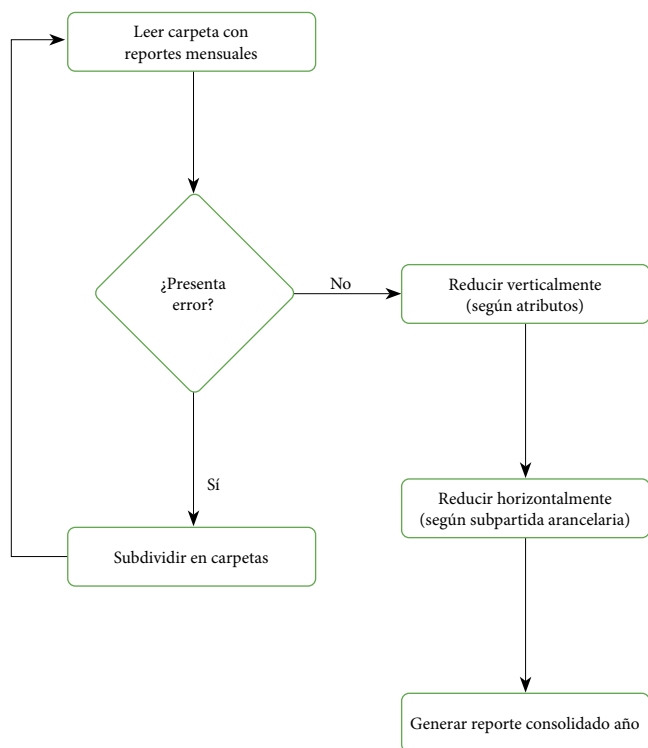 Leer carpeta con
reportes mensuales
¿Presenta
error?
No
Reducir verticalmente
(según atributos)
Sí
Reducir horizontalmente
(según subpartida arancelaria)
Subdividir en carpetas
Generar reporte consolidado año